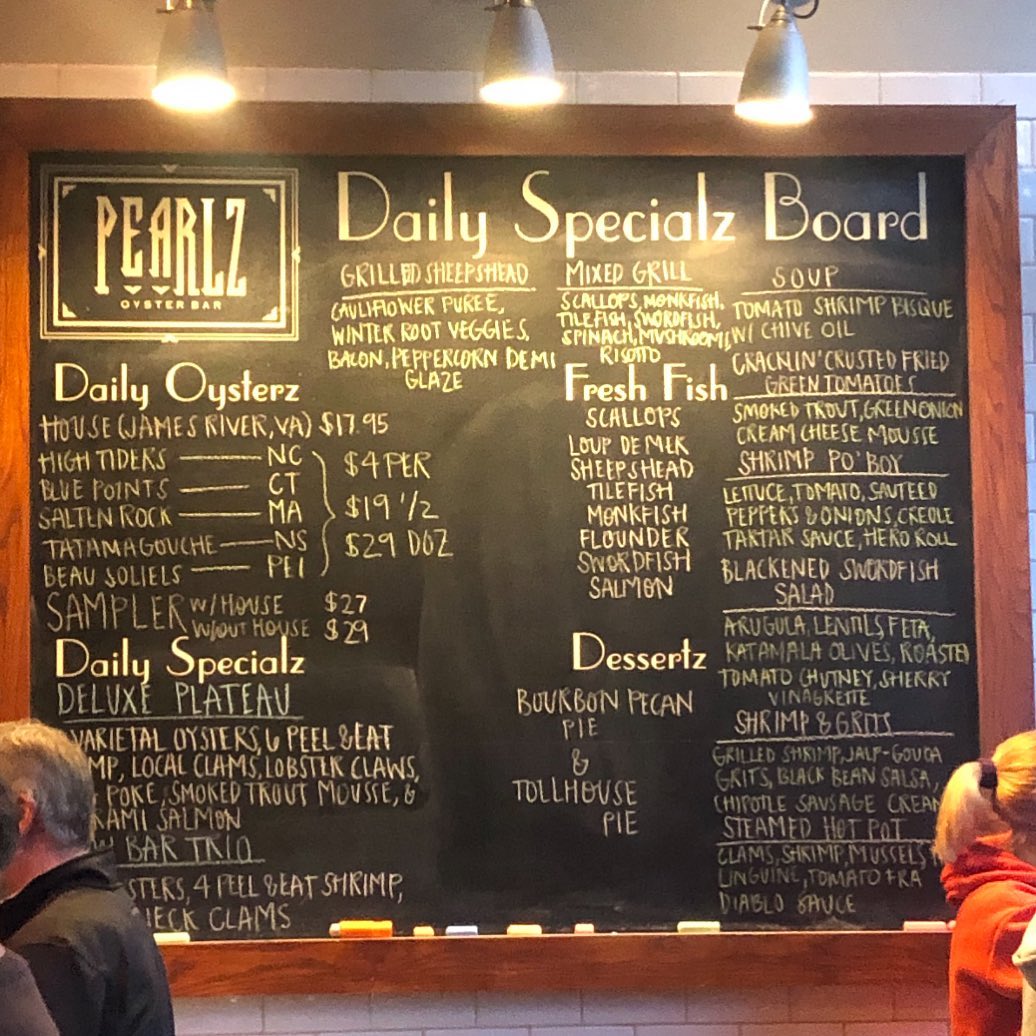 PEARLZ
OYSTER BAR
Daily Specialz Board
GRILLED SHEEPSHEAD
CAULIFLOWER PUREE,
WINTER ROOT VEGGIES,
BACON, PEPPERCORN DEMI
GLAZE
MIXED GRILL
SCALLOPS, MONKFISH,
TILEFISH, SWORDFISH,
SPINACH, MUSHROOMS,
RISOTTO
SOUP
TOMATO SHRIMP BISQUE
W/ CHIVE OIL
CRACKIN' CRUSTED FRIED
GREEN TOMATOES
SMOKED TROUT, GREEN ONION
CREAM CHEESE MOUSSE
SHRIMP PO' BOY
LETTUCE, TOMATO, SAUTEED
PEPPERS & ONIONS, CREOLE
TARTAR SAUCE, HERO ROLL
BLACKENED SWORDFISH
SALAD
ARUGULA, LENTILS, FETA,
KATAMALA OLIVES, ROASTED
TOMATO CHUTNEY, SHERRY
VINAGRETTE
SHRIMP & GRITS
GRILLED SHRIMP, JALP-GOUDA
GRITS, BLACK BEAN SALSA,
CHIPOTLE SAUSAGE CREAM
STEAMED HOT POT
CLAMS, SHRIMP, MUSSELS
LINGUINE, TOMATO FRA
DIABLO SAUCE
Daily Oysterz
HOUSE (JAMES RIVER, VA) $17.95
HIGH TIDERS — NC
BLUE POINTS — CT
SALTEN ROCK — MA
TATAMAGOUCHE — NS
BEAU SOLIELS — PEI
$4 PER
$19 1/2
$29 DOZ
SAMPLER W/HOUSE $27
W/OUT HOUSE $29
Fresh Fish
SCALLOPS
LOUP DE MER
SHEEPSHEAD
TILEFISH
MONKFISH
FLOUNDER
SWORDFISH
SALMON
Daily Specialz
DELUXE PLATEAU
VARIETAL OYSTERS, 6 PEEL & EAT
MP, LOCAL CLAMS, LOBSTER CLAWS,
POKE, SMOKED TROUT MOUSSE, &
RAMI SALMON
BAR TRIO
STERS, 4 PEEL & EAT SHRIMP,
ECK CLAMS
Dessertz
BOURBON PECAN
PIE
&
TOLLHOUSE
PIE